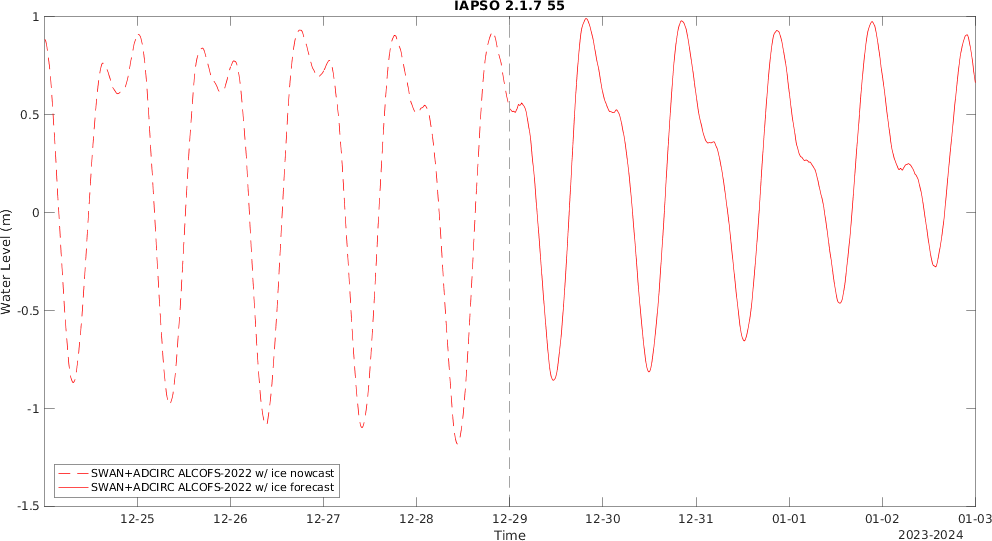 IAPSO 2.1.7 55
1
0.5
0
-0.5
-1
-1.5
Water Level (m)
SWAN+ADCIRC ALCOFS-2022 w/ ice nowcast
SWAN+ADCIRC ALCOFS-2022 w/ ice forecast
12-25 12-26 12-27 12-28 12-29 12-30 12-31 01-01 01-02 01-03
Time
2023-2024